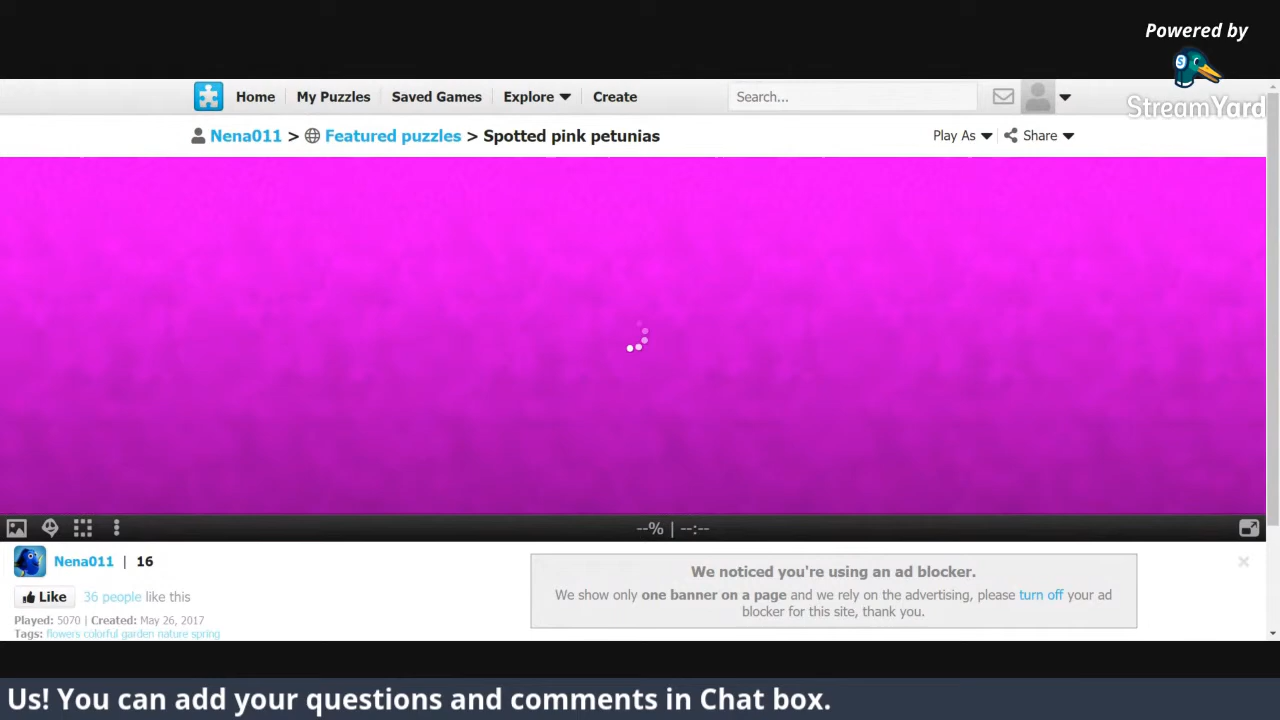 Powered by
StreamYard
Home My Puzzles Saved Games Explore Create Search...
Nena011 > Featured puzzles > Spotted pink petunias Play As Share
--% | --:--
Nena011 | 16
Like 36 people like this
Played: 5070 | Created: May 26, 2017
Tags: flowers colorful garden nature spring
We noticed you're using an ad blocker.
We show only one banner on a page and we rely on the advertising, please turn off your ad
blocker for this site, thank you.
Us! You can add your questions and comments in Chat box.